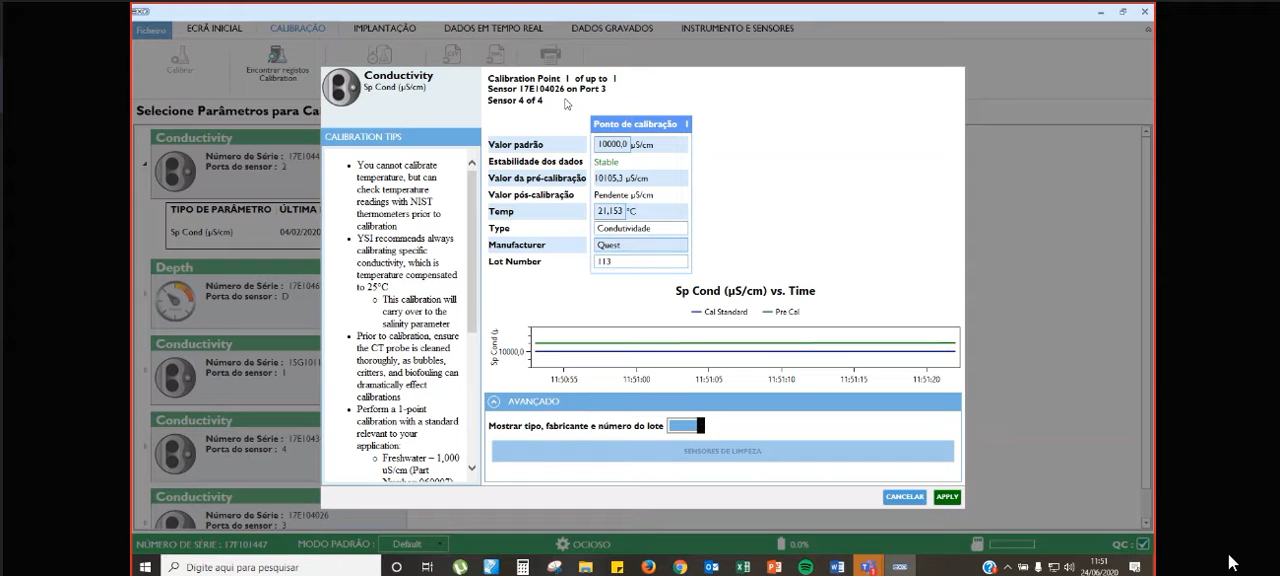 EXO
Ficheiro ECRÃ INICIAL CALIBRAÇÃO IMPLANTAÇÃO DADOS EM TEMPO REAL DADOS GRAVADOS INSTRUMENTO E SENSORES
Calibrar
Encontrar registos
Calibration
Selecione Parâmetros para Cal
Conductivity
Número de Série : 17E1044
Porta do sensor : 2
TIPO DE PARÂMETRO ÚLTIMA
Sp Cond (µS/cm) 04/02/2020
Depth
Número de Série : 17E1046
Porta do sensor : D
Conductivity
Número de Série : 15G1011
Porta do sensor : 1
Conductivity
Número de Série : 17E1043
Porta do sensor : 4
Conductivity
Número de Série : 17E104026
Porta do sensor : 3
Conductivity
Sp Cond (µS/cm)
CALIBRATION TIPS
• You cannot calibrate
temperature, but can
check temperature
readings with NIST
thermometers prior to
calibration
• YSI recommends always
calibrating specific
conductivity, which is
temperature compensated
to 25°C
o This calibration will
carry over to the
salinity parameter
• Prior to calibration, ensure
the CT probe is cleaned
thoroughly, as bubbles,
critters, and biofouling can
dramatically effect
calibrations
• Perform a 1-point
calibration with a standard
relevant to your
application:
o Freshwater – 1,000
uS/cm (Part
Number 060907)
Calibration Point 1 of up to 1
Sensor 17E104026 on Port 3
Sensor 4 of 4
Ponto de calibração 1
Valor padrão 10000,0 µS/cm
Estabilidade dos dados Stable
Valor da pré-calibração 10105,3 µS/cm
Valor pós-calibração Pendente µS/cm
Temp 21,153 °C
Type Condutividade
Manufacturer Quest
Lot Number 113
Sp Cond (µS/cm) vs. Time
Cal Standard Pre Cal
Sp Cond (µ
10000,0
11:50:55 11:51:00 11:51:05 11:51:10 11:51:15 11:51:20
AVANÇADO
Mostrar tipo, fabricante e número do lote
SENSORES DE LIMPEZA
CANCELAR APPLY
NÚMERO DE SÉRIE : 17F101447 MODO PADRÃO : Default OCIOSO 0.0% QC :
Digite aqui para pesquisar
11:51
24/06/2020